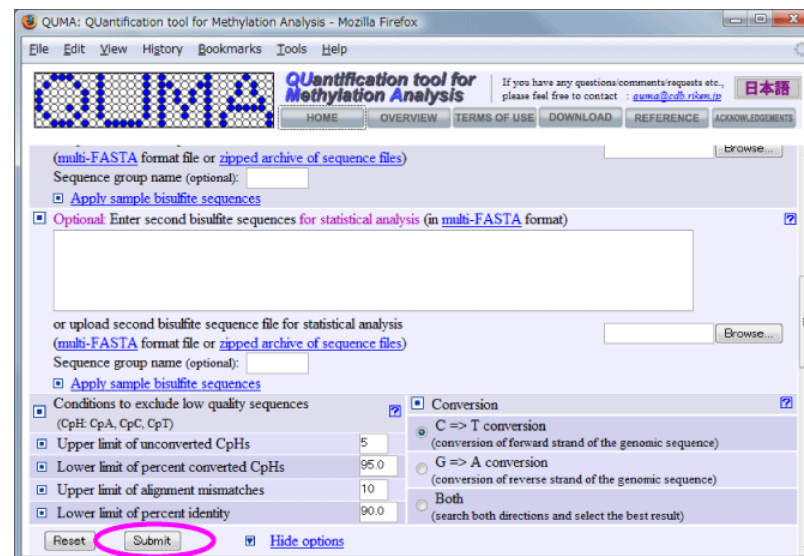 QUMA: QUantification tool for Methylation Analysis - Mozilla Firefox
File Edit View History Bookmarks Tools Help
QUMA
QUantification tool for
Methylation Analysis
If you have any questions/comments/requests etc.,
please feel free to contact : quma@cdb.riken.jp
日本語
HOME OVERVIEW TERMS OF USE DOWNLOAD REFERENCE ACKNOWLEDGEMENTS
(multi-FASTA format file or zipped archive of sequence files)
Browse...
Sequence group name (optional):
Apply sample bisulfite sequences
Optional: Enter second bisulfite sequences for statistical analysis (in multi-FASTA format)
?
or upload second bisulfite sequence file for statistical analysis
(multi-FASTA format file or zipped archive of sequence files)
Browse...
Sequence group name (optional):
Apply sample bisulfite sequences
Conditions to exclude low quality sequences
(CpH: CpA, CpC, CpT)
?
Upper limit of unconverted CpHs 5
Lower limit of percent converted CpHs 95.0
Upper limit of alignment mismatches 10
Lower limit of percent identity 90.0
Conversion
?
C => T conversion
(conversion of forward strand of the genomic sequence)
G => A conversion
(conversion of reverse strand of the genomic sequence)
Both
(search both directions and select the best result)
Reset Submit Hide options